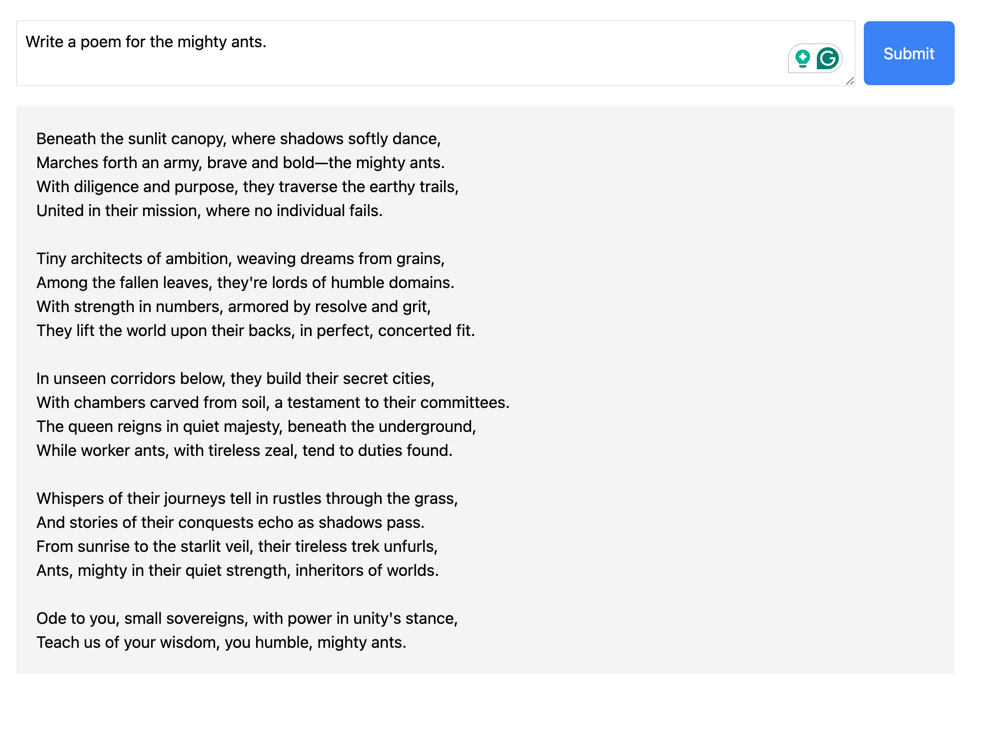 Write a poem for the mighty ants.
Submit
Beneath the sunlit canopy, where shadows softly dance,
Marches forth an army, brave and bold—the mighty ants.
With diligence and purpose, they traverse the earthy trails,
United in their mission, where no individual fails.
Tiny architects of ambition, weaving dreams from grains,
Among the fallen leaves, they're lords of humble domains.
With strength in numbers, armored by resolve and grit,
They lift the world upon their backs, in perfect, concerted fit.
In unseen corridors below, they build their secret cities,
With chambers carved from soil, a testament to their committees.
The queen reigns in quiet majesty, beneath the underground,
While worker ants, with tireless zeal, tend to duties found.
Whispers of their journeys tell in rustles through the grass,
And stories of their conquests echo as shadows pass.
From sunrise to the starlit veil, their tireless trek unfurls,
Ants, mighty in their quiet strength, inheritors of worlds.
Ode to you, small sovereigns, with power in unity's stance,
Teach us of your wisdom, you humble, mighty ants.